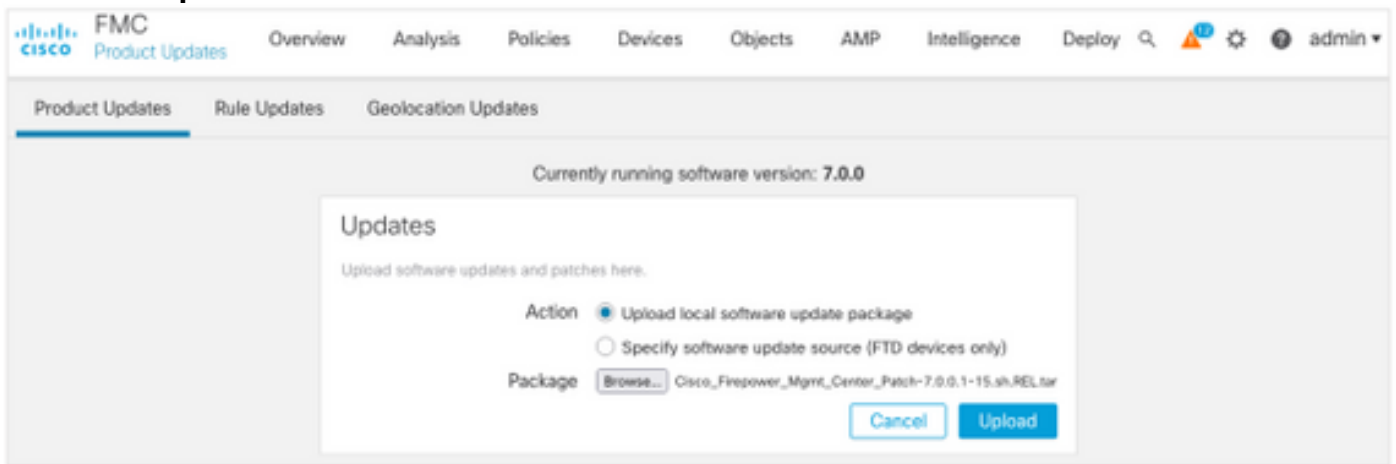 CISCO FMC Product Updates Overview Analysis Policies Devices Objects AMP Intelligence Deploy 12 admin
Product Updates Rule Updates Geolocation Updates
Currently running software version: 7.0.0
Updates
Upload software updates and patches here.
Action Upload local software update package
Specify software update source (FTD devices only)
Package Browse... Cisco_Firepower_Mgmt_Center_Patch-7.0.0.1-15.sh.REL.tar
Cancel Upload